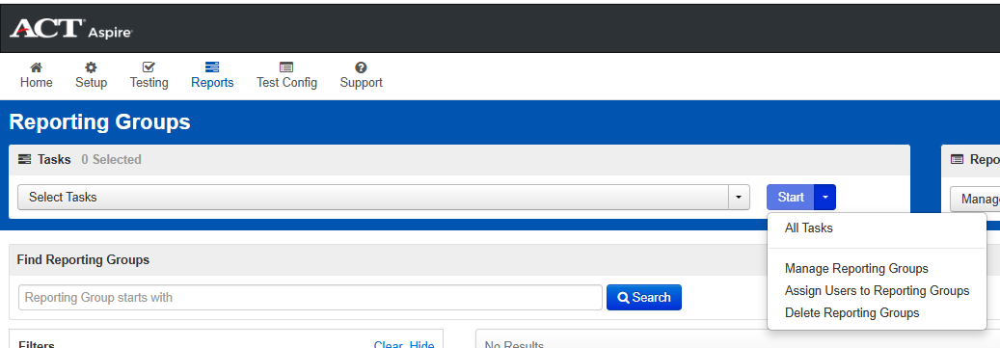 ACT Aspire
Home Setup Testing Reports Test Config Support
Reporting Groups
Tasks 0 Selected
Repo
Select Tasks
Start
Manag
All Tasks
Manage Reporting Groups
Assign Users to Reporting Groups
Delete Reporting Groups
Find Reporting Groups
Reporting Group starts with
Search
Filters Clear Hide
No Results